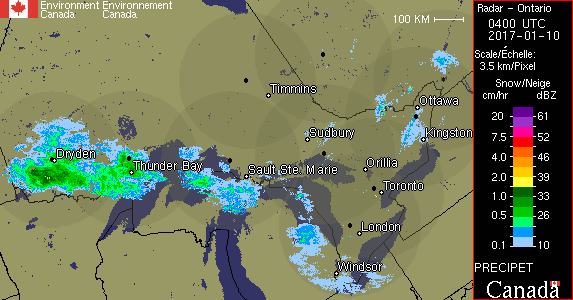 Environment Environnement
Canada Canada
100 KM
Timmins
Ottawa
Sudbury
Kingston
Dryden
Thunder Bay
Sault Ste. Marie
Orillia
Toronto
London
Windsor
Radar - Ontario
0400 UTC
2017-01-10
Scale/Échelle:
3.5 km/Pixel
Snow/Neige
cm/hr dBZ
20 61
7.5 52
4.0 46
2.0 39
1.0 33
0.5 26
0.1 10
PRECIPET
Canada